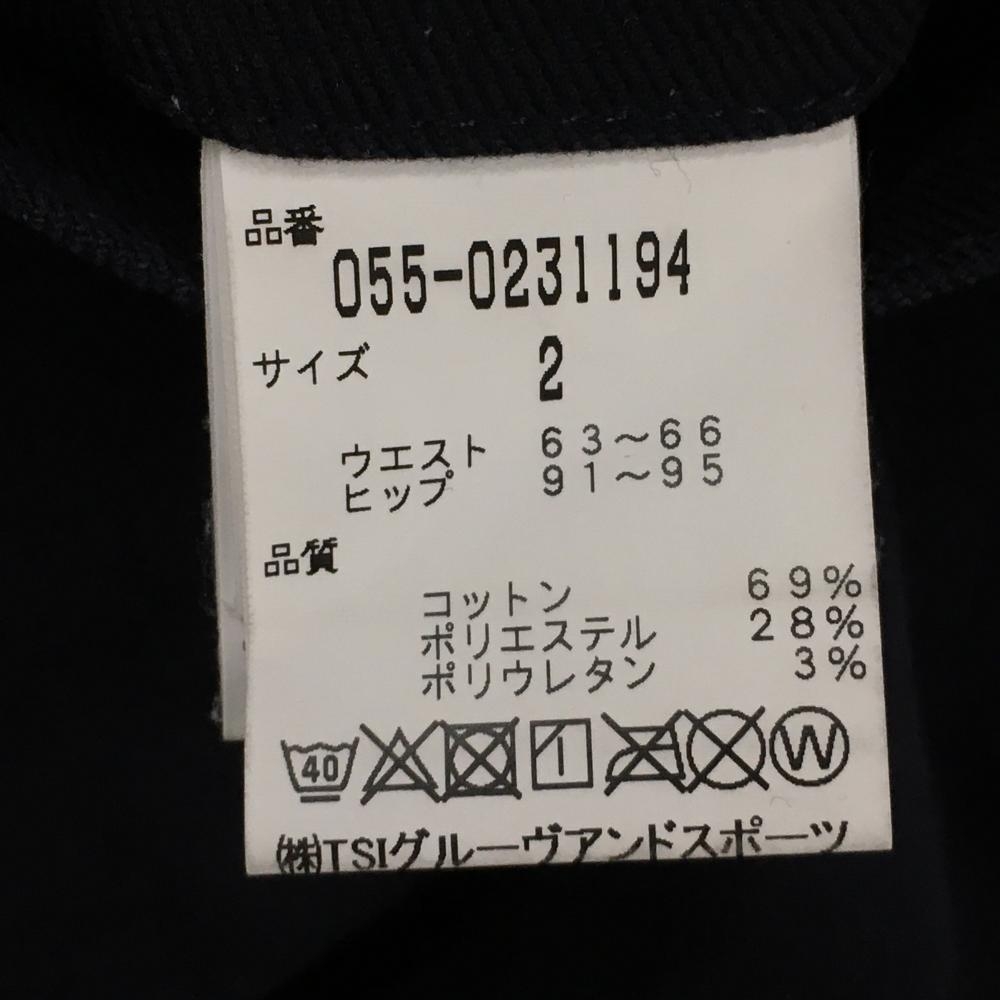 品番
055-0231194
サイズ 2
ウエスト 63～66
ヒップ 91～95
品質
コットン 69%
ポリエステル 28%
ポリウレタン 3%
40 W
㈱TSIグルーヴアンドスポーツ